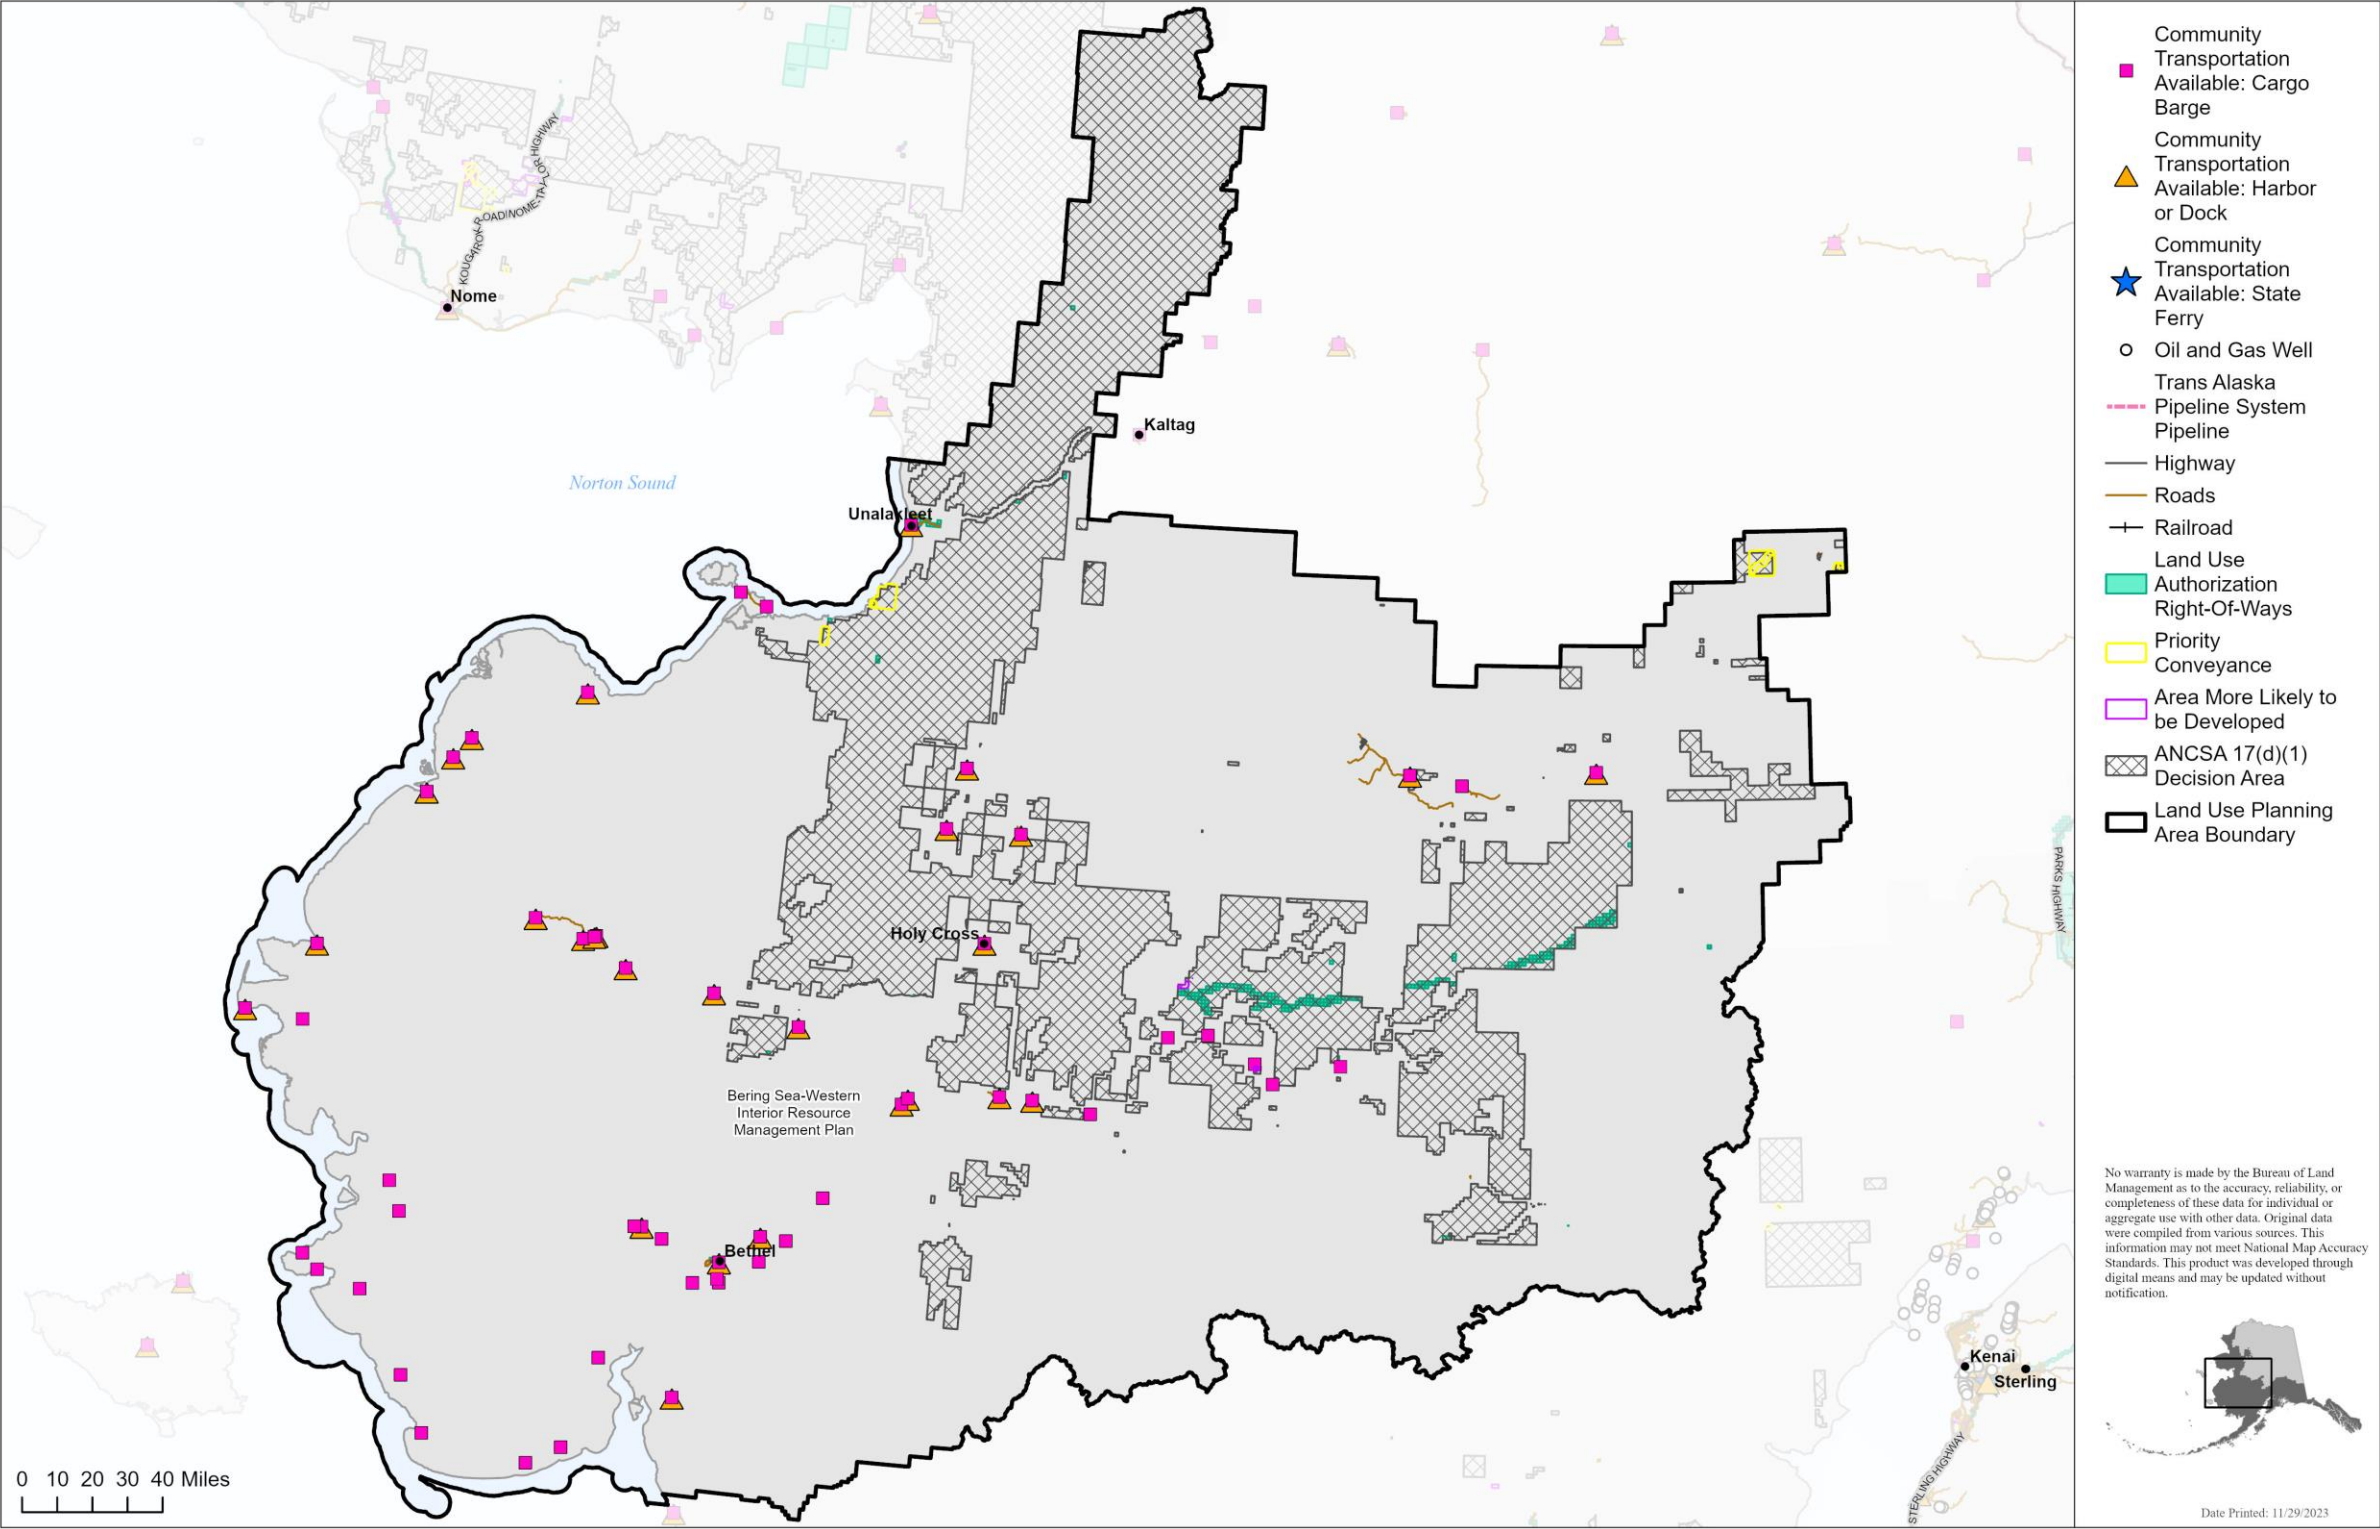 Community
Transportation
Available: Cargo
Barge
Community
Transportation
Available: Harbor
or Dock
Community
Transportation
Available: State
Ferry
Oil and Gas Well
Trans Alaska
Pipeline System
Pipeline
Highway
Roads
Railroad
Land Use
Authorization
Right-Of-Ways
Priority
Conveyance
Area More Likely to
be Developed
ANCSA 17(d)(1)
Decision Area
Land Use Planning
Area Boundary
KOUGAROK ROAD/NOME-TAYLOR HIGHWAY
Nome
Kaltag
Norton Sound
Unalakleet
PARKS HIGHWAY
Holy Cross
Bering Sea-Western
Interior Resource
Management Plan
Bethel
Kenai
Sterling
STERLING HIGHWAY
0 10 20 30 40 Miles
No warranty is made by the Bureau of Land
Management as to the accuracy, reliability, or
completeness of these data for individual or
aggregate use with other data. Original data
were compiled from various sources. This
information may not meet National Map Accuracy
Standards. This product was developed through
digital means and may be updated without
notification.
Date Printed: 11/29/2023